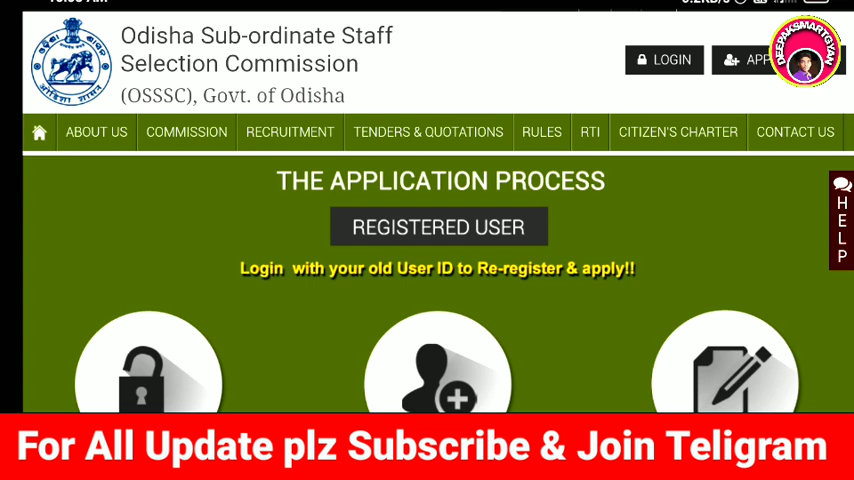 Odisha Sub-ordinate Staff
Selection Commission
(OSSSC), Govt. of Odisha
LOGIN
DEEPAKSMARTGYAN
ABOUT US COMMISSION RECRUITMENT TENDERS & QUOTATIONS RULES RTI CITIZEN'S CHARTER CONTACT US
THE APPLICATION PROCESS
REGISTERED USER
HELP
Login with your old User ID to Re-register & apply!!
For All Update plz Subscribe & Join Teligram